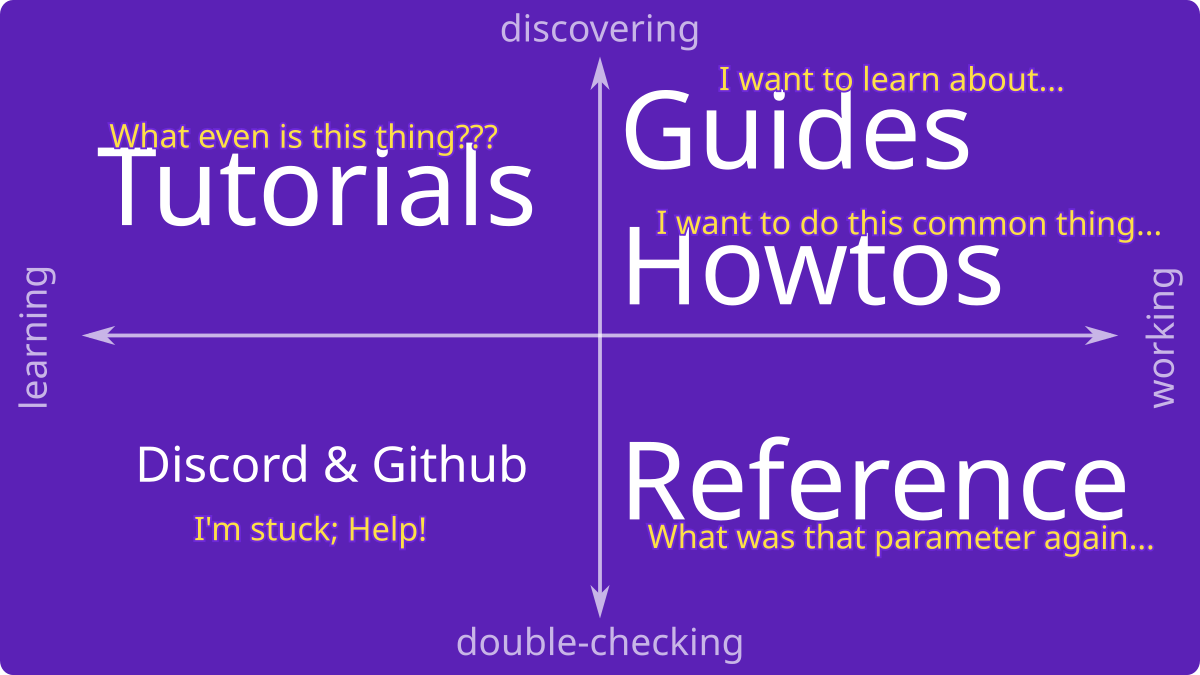 discovering
What even is this thing???
Tutorials
I want to learn about...
Guides
I want to do this common thing...
Howtos
learning
working
Discord & Github
I'm stuck; Help!
Reference
What was that parameter again...
double-checking